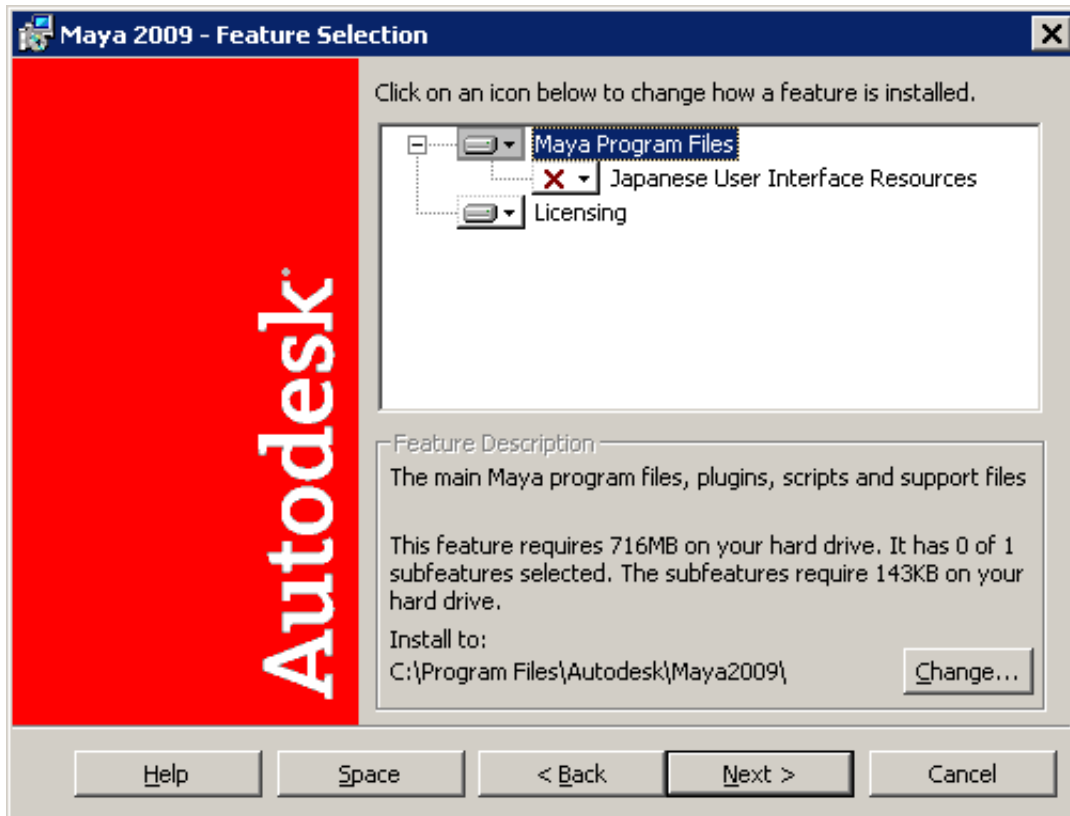 Maya 2009 - Feature Selection
Click on an icon below to change how a feature is installed.
Maya Program Files
Japanese User Interface Resources
Licensing
Autodesk
Feature Description
The main Maya program files, plugins, scripts and support files
This feature requires 716MB on your hard drive. It has 0 of 1
subfeatures selected. The subfeatures require 143KB on your
hard drive.
Install to:
C:\Program Files\Autodesk\Maya2009\
Change...
Help
Space
< Back
Next >
Cancel